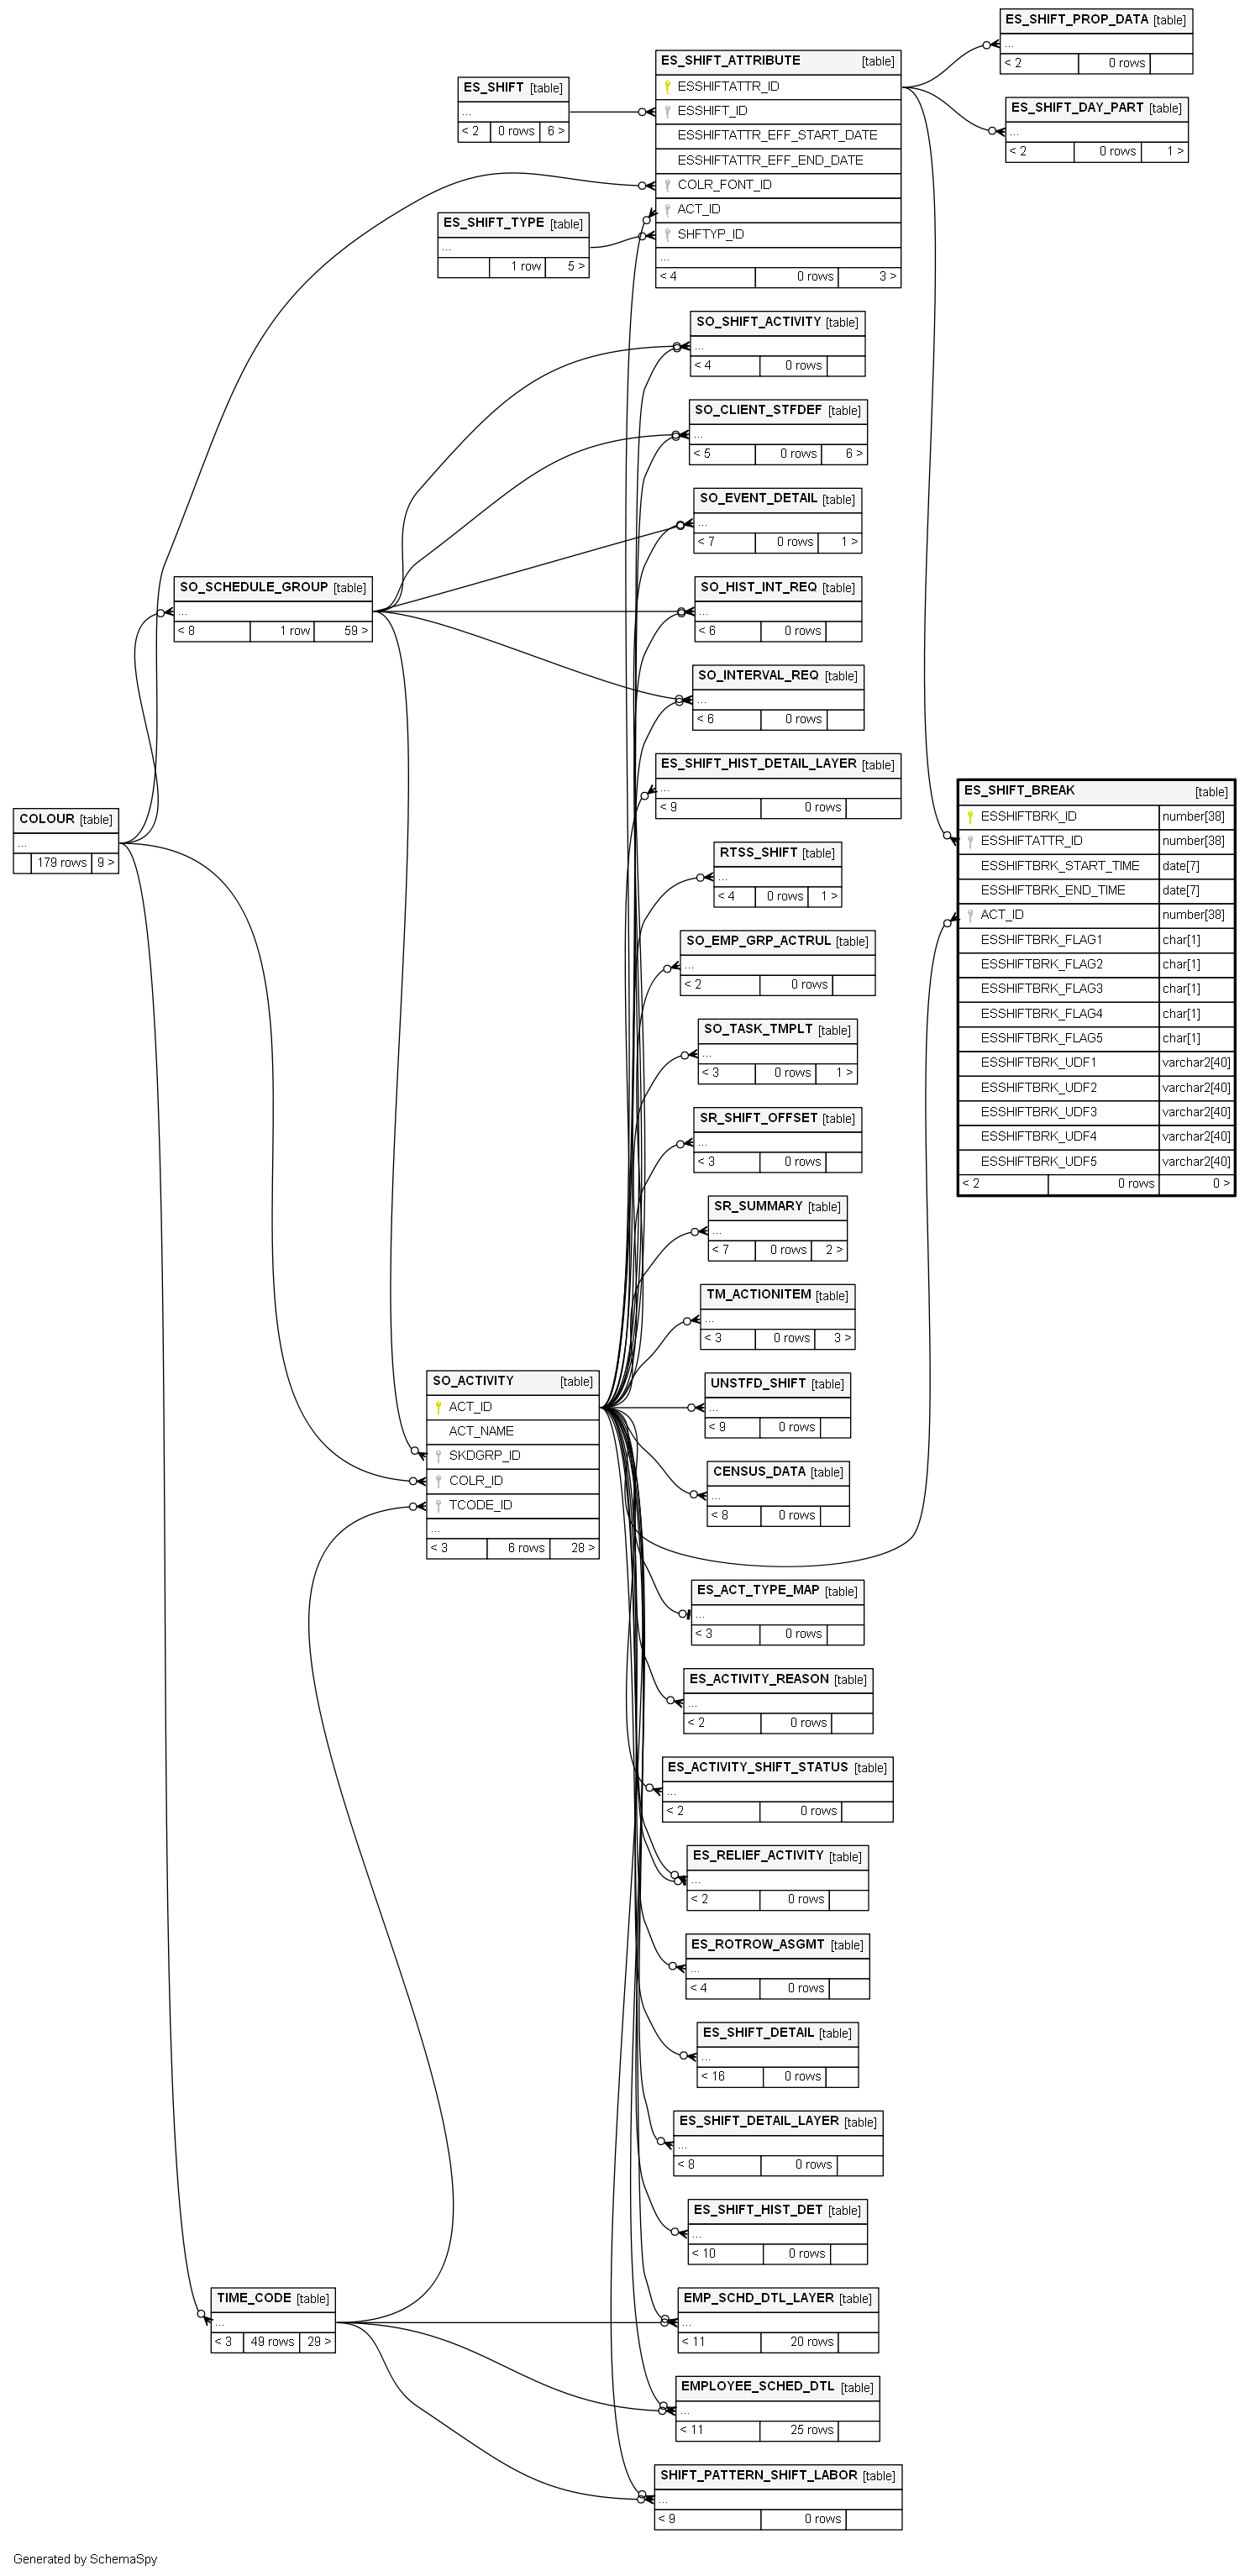 ES_SHIFT_PROP_DATA [table]
...
< 2 0 rows
ES_SHIFT_ATTRIBUTE [table]
ESSHIFTATTR_ID
ESSHIFT_ID
ESSHIFTATTR_EFF_START_DATE
ESSHIFTATTR_EFF_END_DATE
COLR_FONT_ID
ACT_ID
SHFTYP_ID
...
< 4 0 rows 3 >
ES_SHIFT [table]
...
< 2 0 rows 6 >
ES_SHIFT_DAY_PART [table]
...
< 2 0 rows 1 >
ES_SHIFT_TYPE [table]
...
1 row 5 >
SO_SHIFT_ACTIVITY [table]
...
< 4 0 rows
SO_CLIENT_STFDEF [table]
...
< 5 0 rows 6 >
SO_EVENT_DETAIL [table]
...
< 7 0 rows 1 >
SO_SCHEDULE_GROUP [table]
...
< 8 1 row 59 >
SO_HIST_INT_REQ [table]
...
< 6 0 rows
SO_INTERVAL_REQ [table]
...
< 6 0 rows
ES_SHIFT_HIST_DETAIL_LAYER [table]
...
< 9 0 rows
ES_SHIFT_BREAK [table]
ESSHIFTBRK_ID number[38]
ESSHIFTATTR_ID number[38]
ESSHIFTBRK_START_TIME date[7]
ESSHIFTBRK_END_TIME date[7]
ACT_ID number[38]
ESSHIFTBRK_FLAG1 char[1]
ESSHIFTBRK_FLAG2 char[1]
ESSHIFTBRK_FLAG3 char[1]
ESSHIFTBRK_FLAG4 char[1]
ESSHIFTBRK_FLAG5 char[1]
ESSHIFTBRK_UDF1 varchar2[40]
ESSHIFTBRK_UDF2 varchar2[40]
ESSHIFTBRK_UDF3 varchar2[40]
ESSHIFTBRK_UDF4 varchar2[40]
ESSHIFTBRK_UDF5 varchar2[40]
< 2 0 rows 0 >
COLOUR [table]
...
179 rows 9 >
RTSS_SHIFT [table]
...
< 4 0 rows 1 >
SO_EMP_GRP_ACTRUL [table]
...
< 2 0 rows
SO_TASK_TMPLT [table]
...
< 3 0 rows 1 >
SR_SHIFT_OFFSET [table]
...
< 3 0 rows
SR_SUMMARY [table]
...
< 7 0 rows 2 >
TM_ACTIONITEM [table]
...
< 3 0 rows 3 >
SO_ACTIVITY [table]
ACT_ID
ACT_NAME
SKDGRP_ID
COLR_ID
TCODE_ID
...
< 3 6 rows 28 >
UNSTFD_SHIFT [table]
...
< 9 0 rows
CENSUS_DATA [table]
...
< 8 0 rows
ES_ACT_TYPE_MAP [table]
...
< 3 0 rows
ES_ACTIVITY_REASON [table]
...
< 2 0 rows
ES_ACTIVITY_SHIFT_STATUS [table]
...
< 2 0 rows
ES_RELIEF_ACTIVITY [table]
...
< 2 0 rows
ES_ROTROW_ASGMT [table]
...
< 4 0 rows
ES_SHIFT_DETAIL [table]
...
< 16 0 rows
ES_SHIFT_DETAIL_LAYER [table]
...
< 8 0 rows
ES_SHIFT_HIST_DET [table]
...
< 10 0 rows
TIME_CODE [table]
...
< 3 49 rows 29 >
EMP_SCHD_DTL_LAYER [table]
...
< 11 20 rows
EMPLOYEE_SCHED_DTL [table]
...
< 11 25 rows
SHIFT_PATTERN_SHIFT_LABOR [table]
...
< 9 0 rows
Generated by SchemaSpy